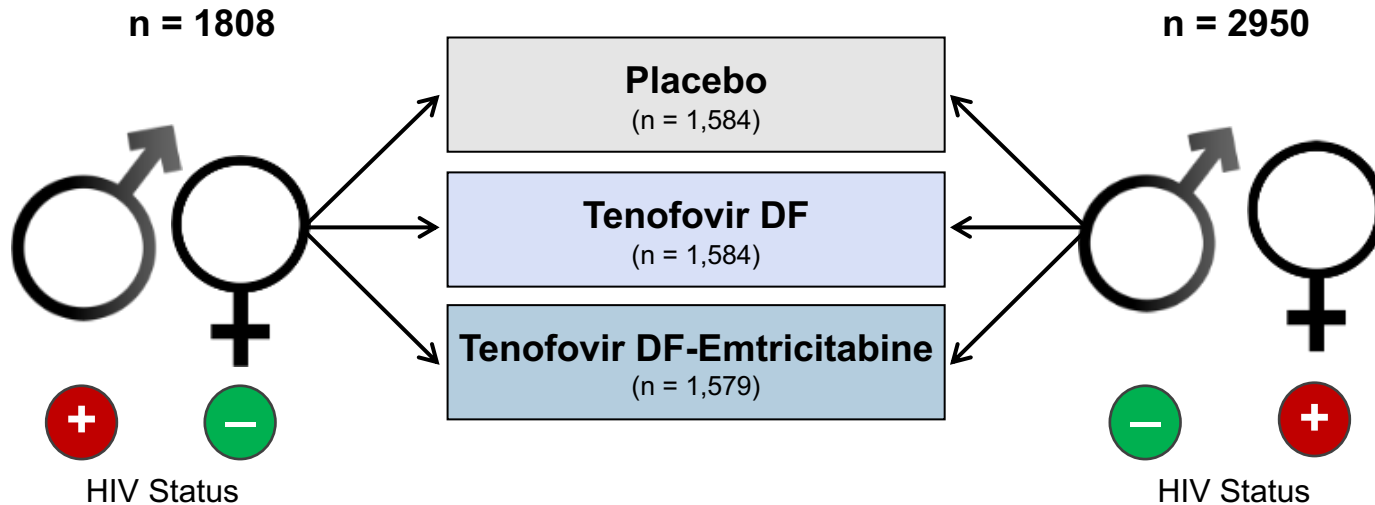 n = 1808
n = 2950
Placebo
(n = 1,584)
Tenofovir DF
(n = 1,584)
Tenofovir DF-Emtricitabine
(n = 1,579)
+
–
–
+
HIV Status
HIV Status